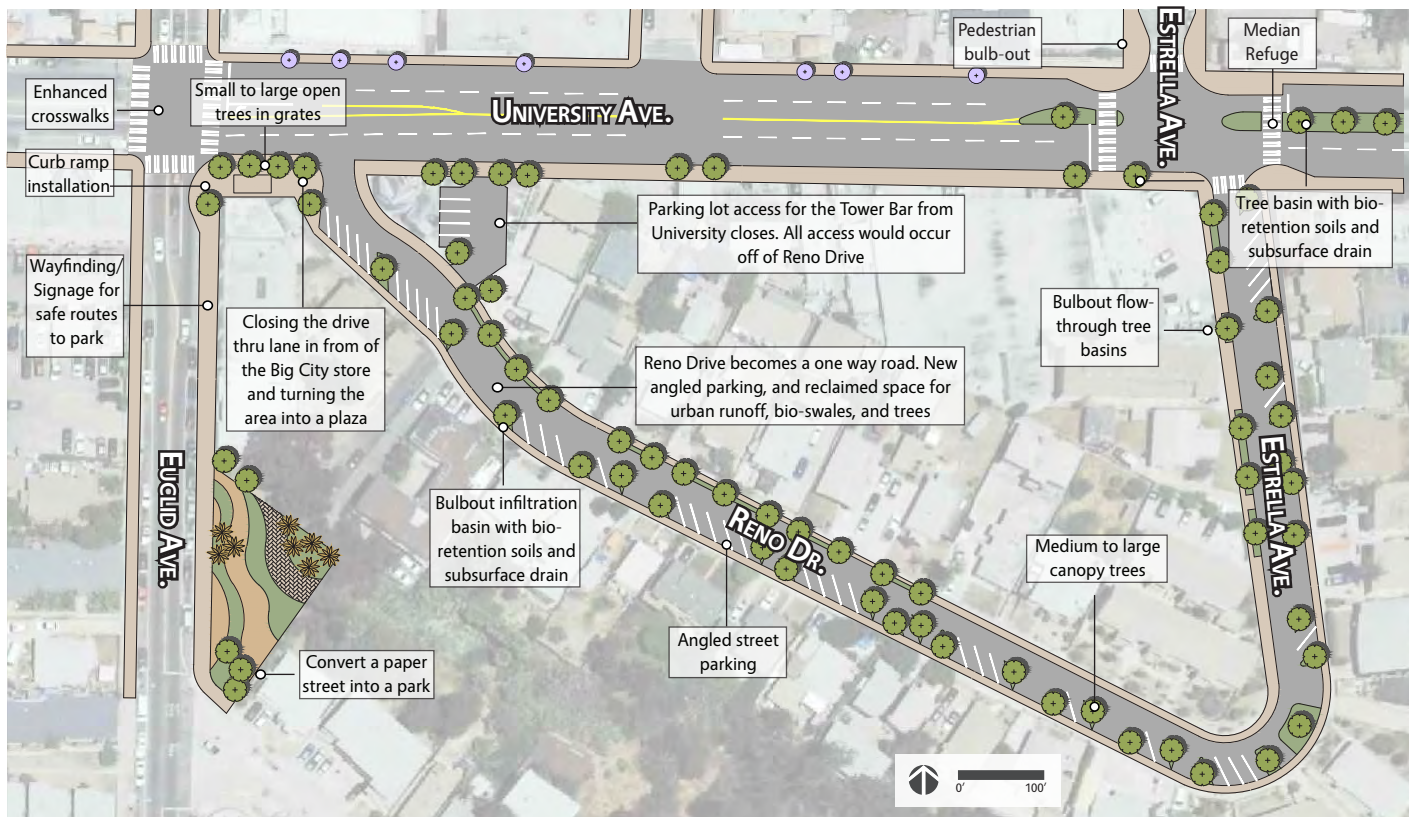 Pedestrian
bulb-out
ESTRELLA AVE.
Median
Refuge
Enhanced
crosswalks
Small to large open
trees in grates
UNIVERSITY AVE.
Curb ramp
installation
Parking lot access for the Tower Bar from
University closes. All access would occur
off of Reno Drive
Tree basin with bio-
retention soils and
subsurface drain
Wayfinding/
Signage for
safe routes
to park
Closing the drive
thru lane in from of
the Big City store
and turning the
area into a plaza
Bulbout flow-
through tree
basins
Reno Drive becomes a one way road. New
angled parking, and reclaimed space for
urban runoff, bio-swales, and trees
EUCLID AVE.
Bulbout infiltration
basin with bio-
retention soils and
subsurface drain
RENO DR.
ESTRELLA AVE.
Medium to large
canopy trees
Angled street
parking
Convert a paper
street into a park
0'
100'